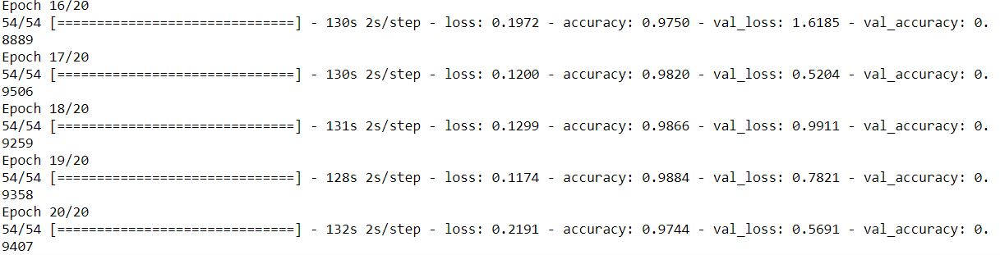 Epoch 16/20
54/54 [==============================] - 130s 2s/step - loss: 0.1972 - accuracy: 0.9750 - val_loss: 1.6185 - val_accuracy: 0.
8889
Epoch 17/20
54/54 [==============================] - 130s 2s/step - loss: 0.1200 - accuracy: 0.9820 - val_loss: 0.5204 - val_accuracy: 0.
9506
Epoch 18/20
54/54 [==============================] - 131s 2s/step - loss: 0.1299 - accuracy: 0.9866 - val_loss: 0.9911 - val_accuracy: 0.
9259
Epoch 19/20
54/54 [==============================] - 128s 2s/step - loss: 0.1174 - accuracy: 0.9884 - val_loss: 0.7821 - val_accuracy: 0.
9358
Epoch 20/20
54/54 [==============================] - 132s 2s/step - loss: 0.2191 - accuracy: 0.9744 - val_loss: 0.5691 - val_accuracy: 0.
9407